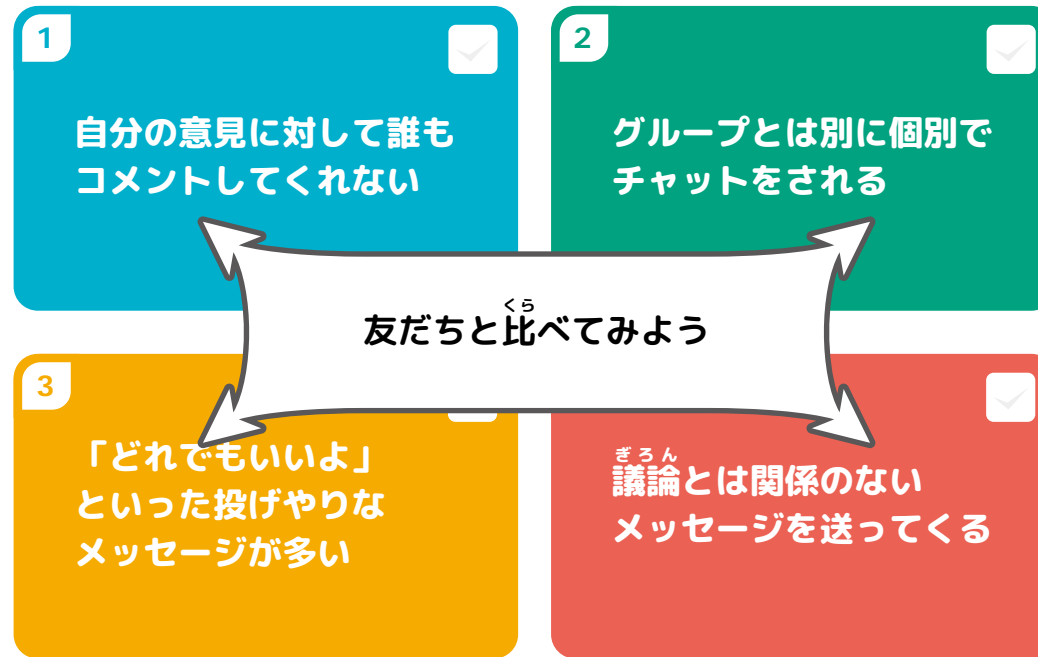 1
自分の意見に対して誰も
コメントしてくれない
2
グループとは別に個別で
チャットをされる
くら
友だちと比べてみよう
3
「どれでもいいよ」
といった投げやりな
メッセージが多い
ぎろん
議論とは関係のない
メッセージを送ってくる